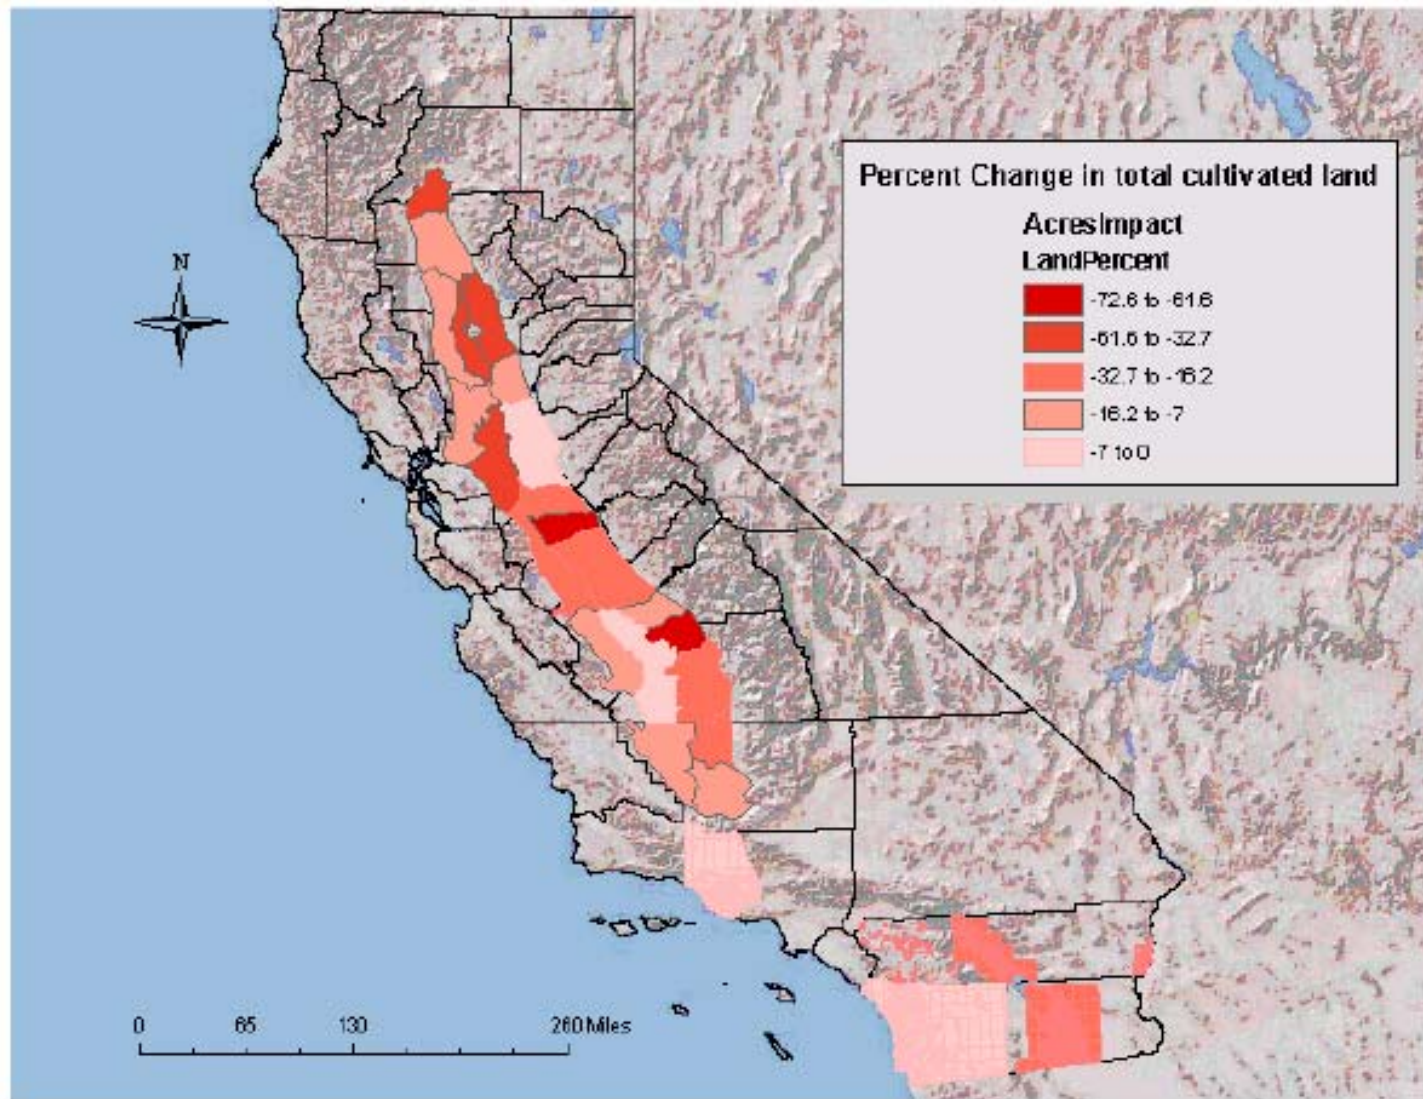 Percent Change in total cultivated land
AcresImpact
LandPercent
-72.6 to -61.6
-61.6 to -32.7
-32.7 to -16.2
-16.2 to -7
-7 to 0
N
0 65 130 260 Miles